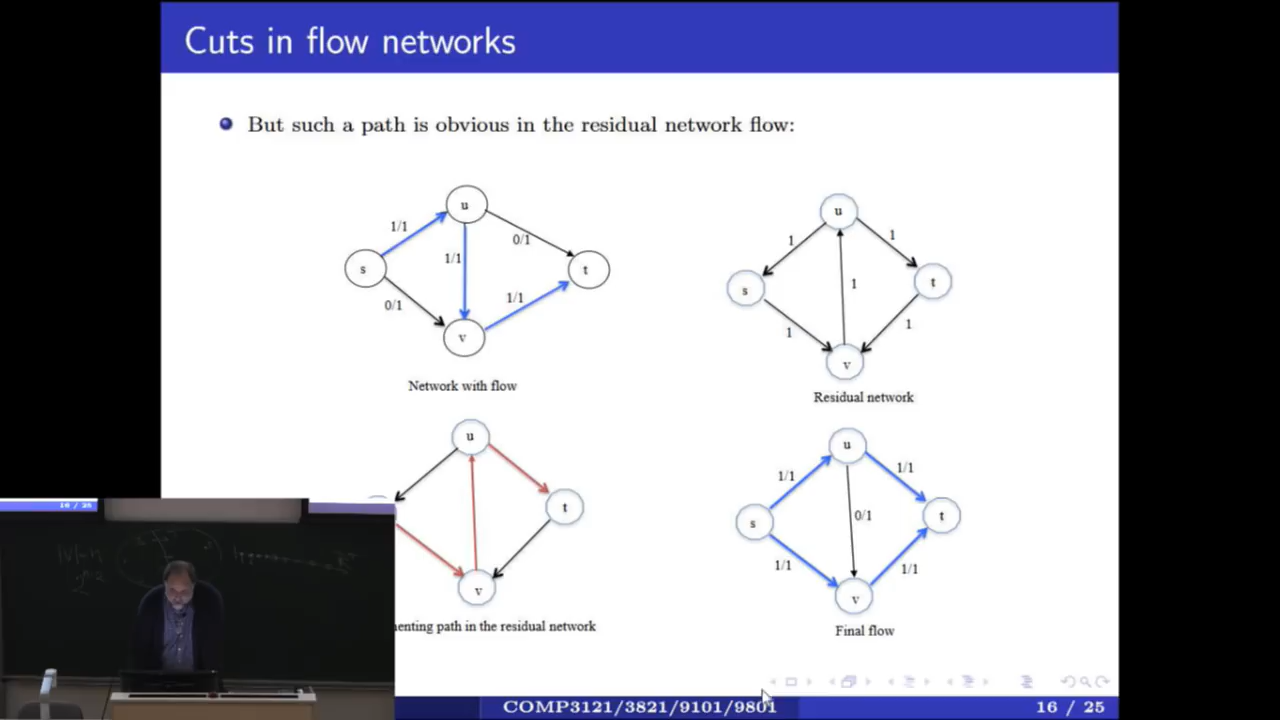 Cuts in flow networks
But such a path is obvious in the residual network flow:
u
1/1
0/1
s
1/1
t
0/1
1/1
v
Network with flow
u
1
1
s
1
t
1
1
v
Residual network
u
t
v
enting path in the residual network
u
1/1
1/1
s
0/1
t
1/1
1/1
v
Final flow
16 / 25
COMP3121/3821/9101/9801
16 / 25